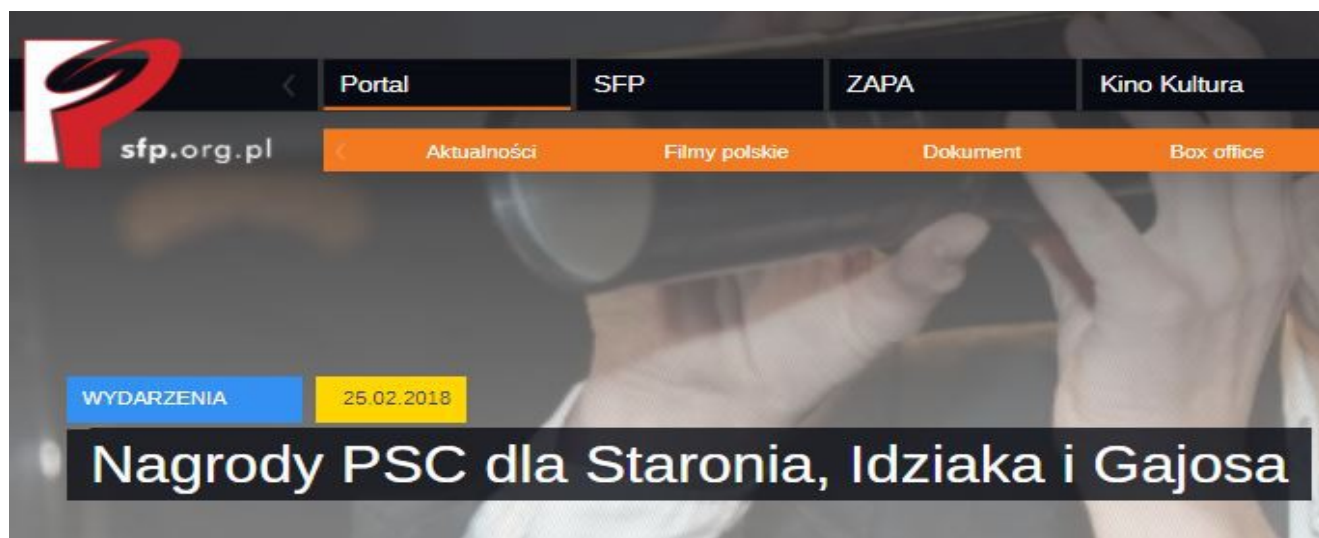 Portal SFP ZAPA Kino Kultura
sfp.org.pl
Aktualności Filmy polskie Dokument Box office
WYDARZENIA 25.02.2018
Nagrody PSC dla Staronia, Idziaka i Gajosa